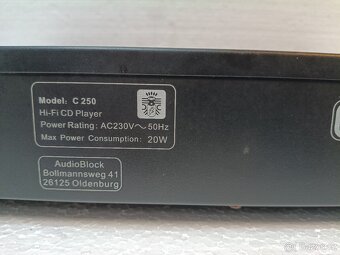 Model: C 250
Hi-Fi CD Player
Power Rating: AC230V～50Hz
Max Power Consumption: 20W
AudioBlock
Bollmannsweg 41
26125 Oldenburg